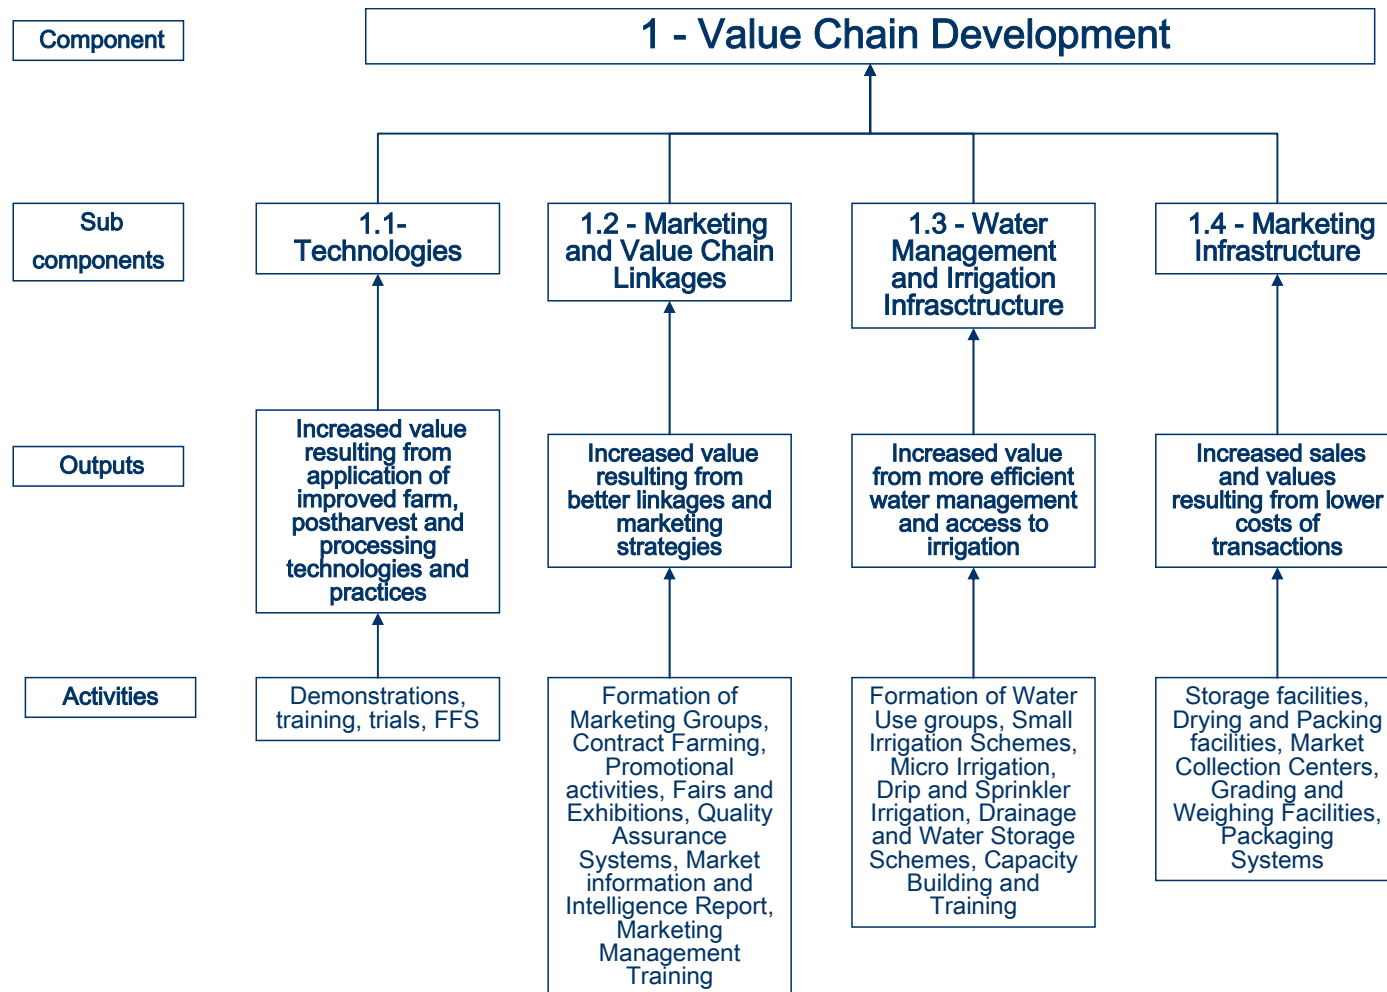 Component
1 - Value Chain Development
Sub
components
1.1-
Technologies
1.2 - Marketing
and Value Chain
Linkages
1.3 - Water
Management
and Irrigation
Infrasctructure
1.4 - Marketing
Infrastructure
Outputs
Increased value
resulting from
application of
improved farm,
postharvest and
processing
technologies and
practices
Increased value
resulting from
better linkages and
marketing
strategies
Increased value
from more efficient
water management
and access to
irrigation
Increased sales
and values
resulting from lower
costs of
transactions
Activities
Demonstrations,
training, trials, FFS
Formation of
Marketing Groups,
Contract Farming,
Promotional
activities, Fairs and
Exhibitions, Quality
Assurance
Systems, Market
information and
Intelligence Report,
Marketing
Management
Training
Formation of Water
Use groups, Small
Irrigation Schemes,
Micro Irrigation,
Drip and Sprinkler
Irrigation, Drainage
and Water Storage
Schemes, Capacity
Building and
Training
Storage facilities,
Drying and Packing
facilities, Market
Collection Centers,
Grading and
Weighing Facilities,
Packaging
Systems